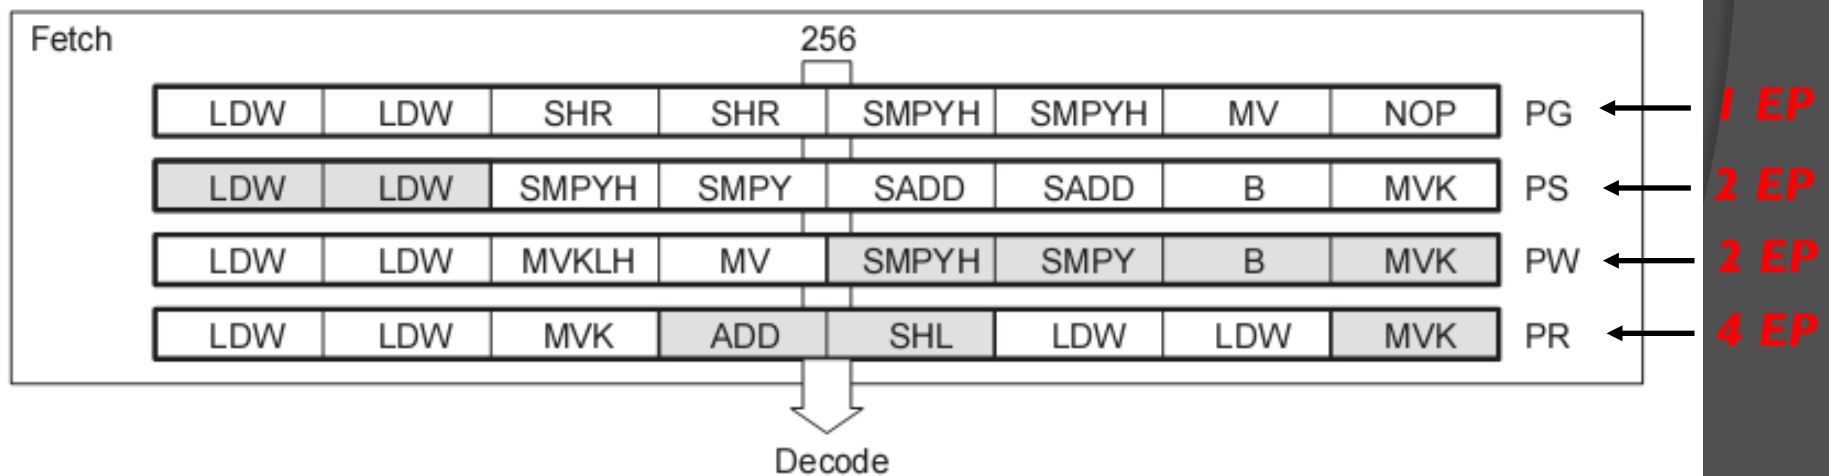 Fetch 256
LDW LDW SHR SHR SMPYH SMPYH MV NOP PG 1 EP
LDW LDW SMPYH SMPY SADD SADD B MVK PS 2 EP
LDW LDW MVKLH MV SMPYH SMPY B MVK PW 2 EP
LDW LDW MVK ADD SHL LDW LDW MVK PR 4 EP
Decode